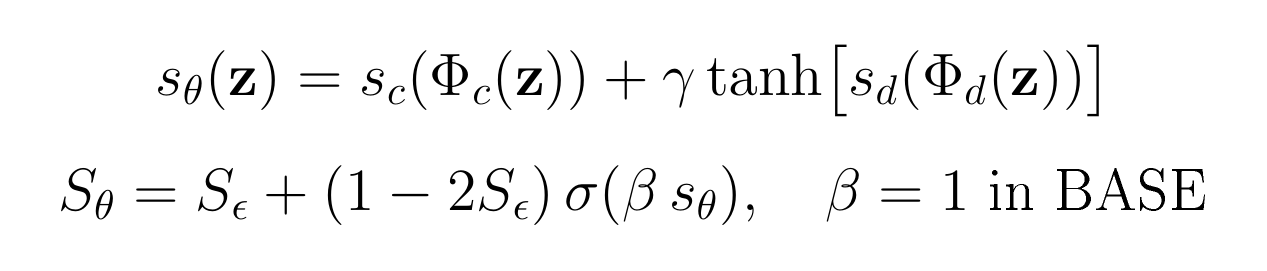 s_θ(𝐳) = s_c(Φ_c(𝐳)) + γ tanh[s_d(Φ_d(𝐳))]
S_θ = S_ϵ + (1 − 2S_ϵ) σ(β s_θ), β = 1 in BASE